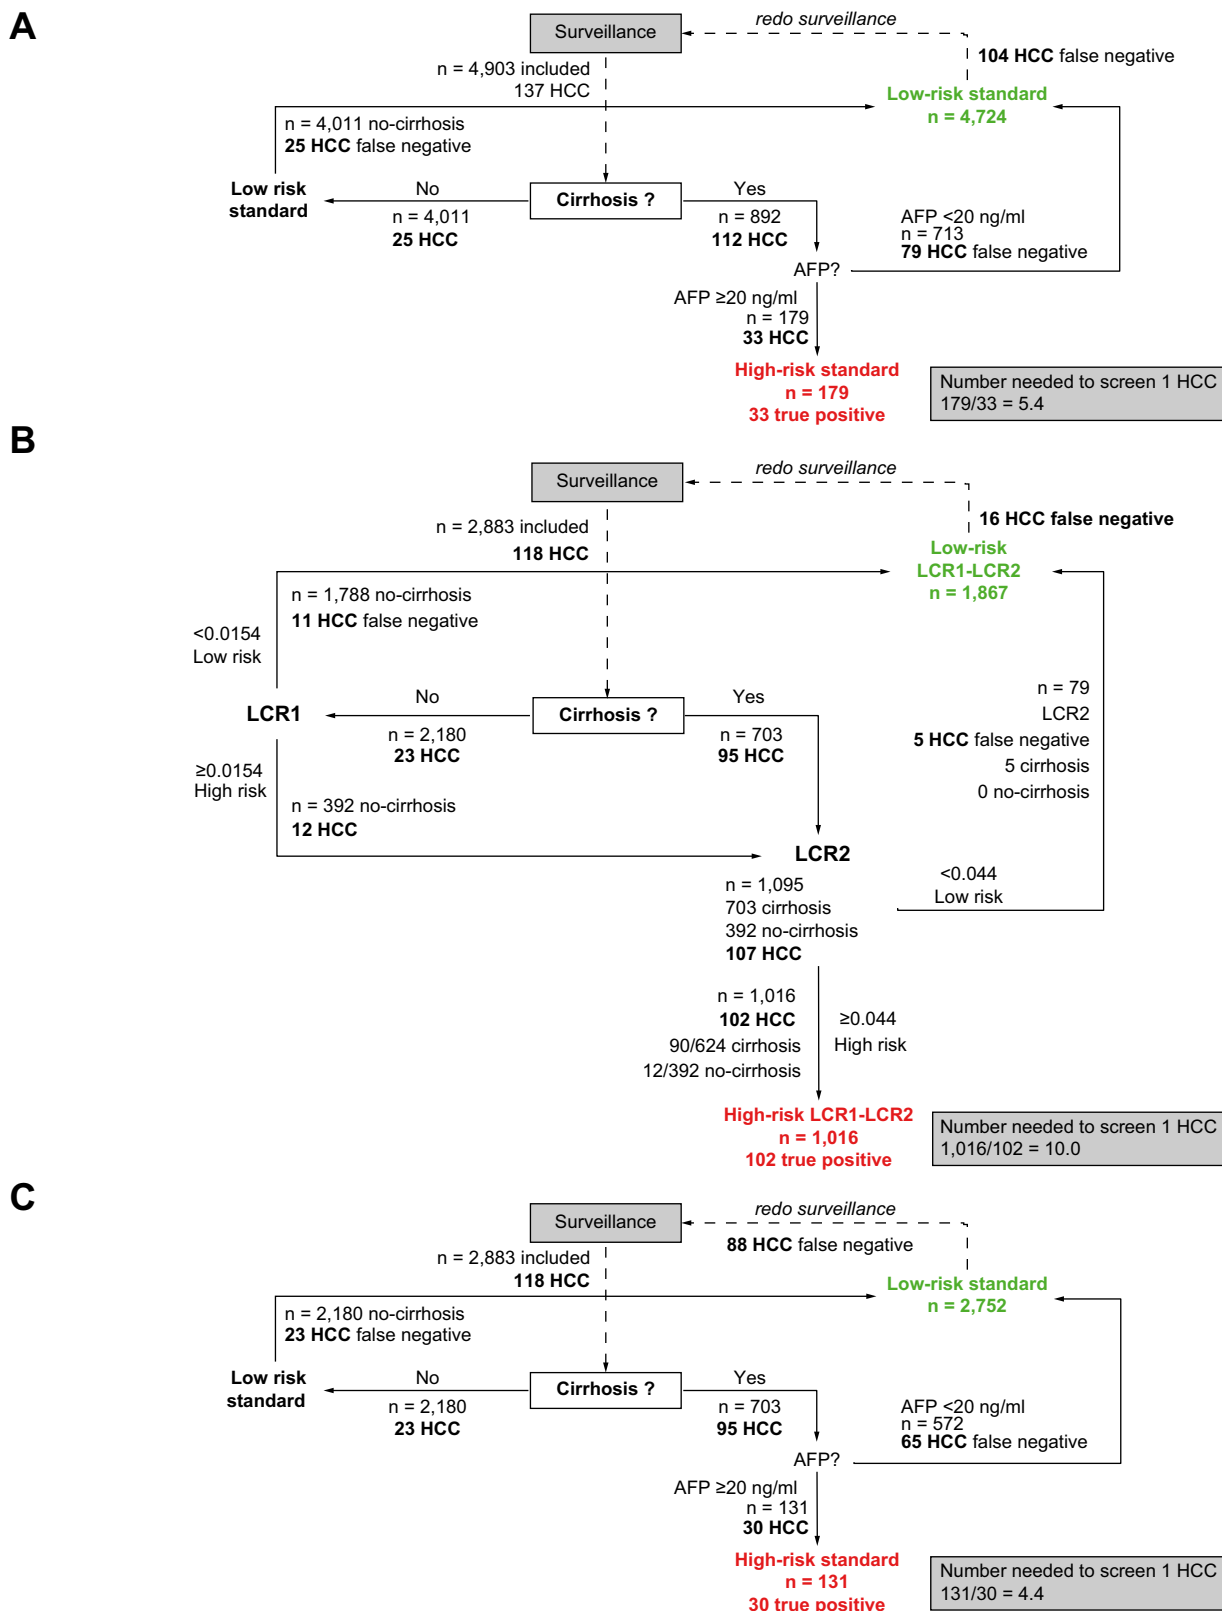 A
redo surveillance
Surveillance
104 HCC false negative
n = 4,903 included
137 HCC
Low-risk standard
n = 4,724
n = 4,011 no-cirrhosis
25 HCC false negative
Low risk
standard
No
Cirrhosis ?
Yes
n = 4,011
25 HCC
n = 892
112 HCC
AFP <20 ng/ml
n = 713
79 HCC false negative
AFP?
AFP ≥20 ng/ml
n = 179
33 HCC
High-risk standard
n = 179
33 true positive
Number needed to screen 1 HCC
179/33 = 5.4
B
redo surveillance
Surveillance
16 HCC false negative
n = 2,883 included
118 HCC
Low-risk
LCR1-LCR2
n = 1,867
n = 1,788 no-cirrhosis
11 HCC false negative
<0.0154
Low risk
LCR1
No
Cirrhosis ?
Yes
n = 2,180
23 HCC
n = 703
95 HCC
n = 79
LCR2
5 HCC false negative
5 cirrhosis
0 no-cirrhosis
≥0.0154
High risk
n = 392 no-cirrhosis
12 HCC
LCR2
<0.044
Low risk
n = 1,095
703 cirrhosis
392 no-cirrhosis
107 HCC
n = 1,016
102 HCC
90/624 cirrhosis
12/392 no-cirrhosis
≥0.044
High risk
High-risk LCR1-LCR2
n = 1,016
102 true positive
Number needed to screen 1 HCC
1,016/102 = 10.0
C
redo surveillance
Surveillance
88 HCC false negative
n = 2,883 included
118 HCC
Low-risk standard
n = 2,752
n = 2,180 no-cirrhosis
23 HCC false negative
Low risk
standard
No
Cirrhosis ?
Yes
n = 2,180
23 HCC
n = 703
95 HCC
AFP <20 ng/ml
n = 572
65 HCC false negative
AFP?
AFP ≥20 ng/ml
n = 131
30 HCC
High-risk standard
n = 131
30 true positive
Number needed to screen 1 HCC
131/30 = 4.4